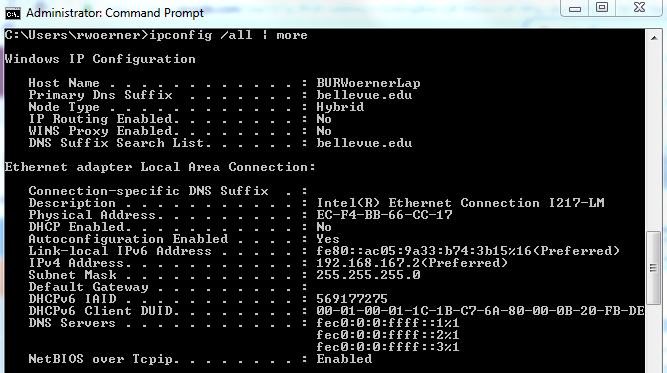 Administrator: Command Prompt
C:\Users\rwoerner>ipconfig /all | more
Windows IP Configuration
Host Name . . . . . . . . . . . . : BURWoernerLap
Primary Dns Suffix  . . . . . . . : bellevue.edu
Node Type . . . . . . . . . . . . : Hybrid
IP Routing Enabled. . . . . . . . : No
WINS Proxy Enabled. . . . . . . . : No
DNS Suffix Search List. . . . . . : bellevue.edu
Ethernet adapter Local Area Connection:
Connection-specific DNS Suffix  . :
Description . . . . . . . . . . . : Intel(R) Ethernet Connection I217-LM
Physical Address. . . . . . . . . : EC-F4-BB-66-CC-17
DHCP Enabled. . . . . . . . . . . : No
Autoconfiguration Enabled . . . . : Yes
Link-local IPv6 Address . . . . . : fe80::ac05:9a33:b74:3b15%16(Preferred)
IPv4 Address. . . . . . . . . . . : 192.168.167.2(Preferred)
Subnet Mask . . . . . . . . . . . : 255.255.255.0
Default Gateway . . . . . . . . . :
DHCPv6 IAID . . . . . . . . . . . : 569177275
DHCPv6 Client DUID. . . . . . . . : 00-01-00-01-1C-1B-C7-6A-80-00-0B-20-FB-DE
DNS Servers . . . . . . . . . . . : fec0:0:0:ffff::1%1
fec0:0:0:ffff::2%1
fec0:0:0:ffff::3%1
NetBIOS over Tcpip. . . . . . . . : Enabled